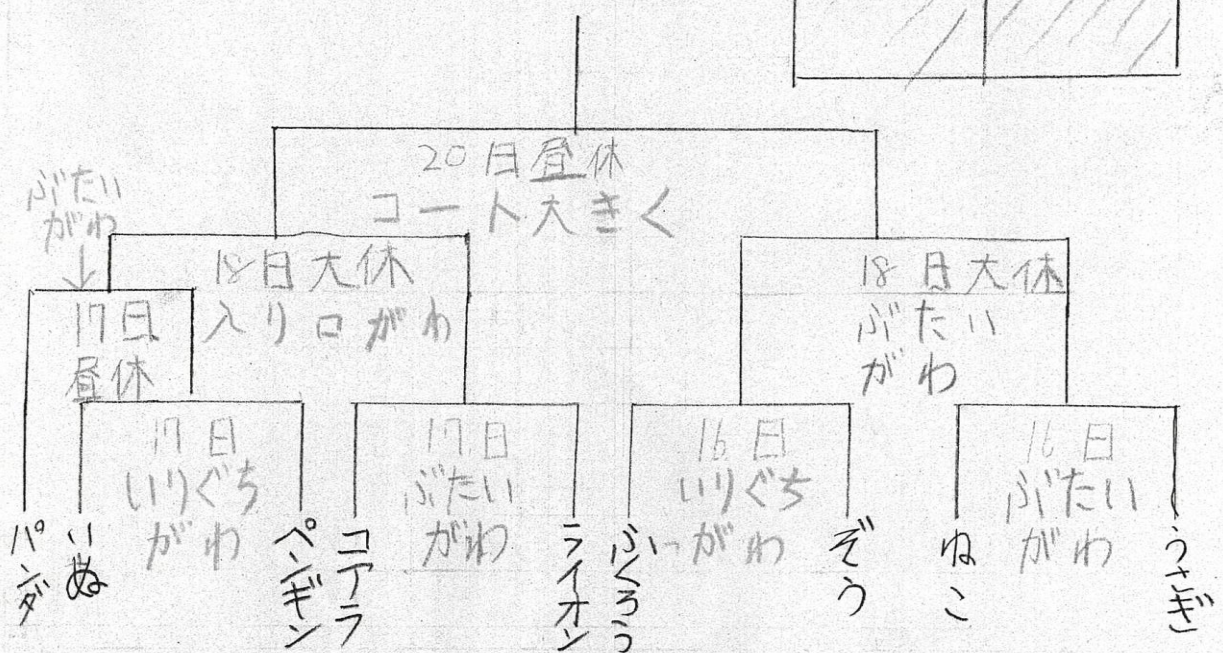 20日昼休
コート大きく
ぶたい
がわ
↓
18日大休
入り口がわ
18日大休
ぶたい
がわ
17日
昼休
17日
いりぐち
がわ
17日
ぶたい
がわ
16日
いりぐち
がわ
16日
ぶたい
がわ
パンダ
いぬ
ペンギン
コアラ
ライオン
ふくろう
ぞう
ねこ
うさぎ